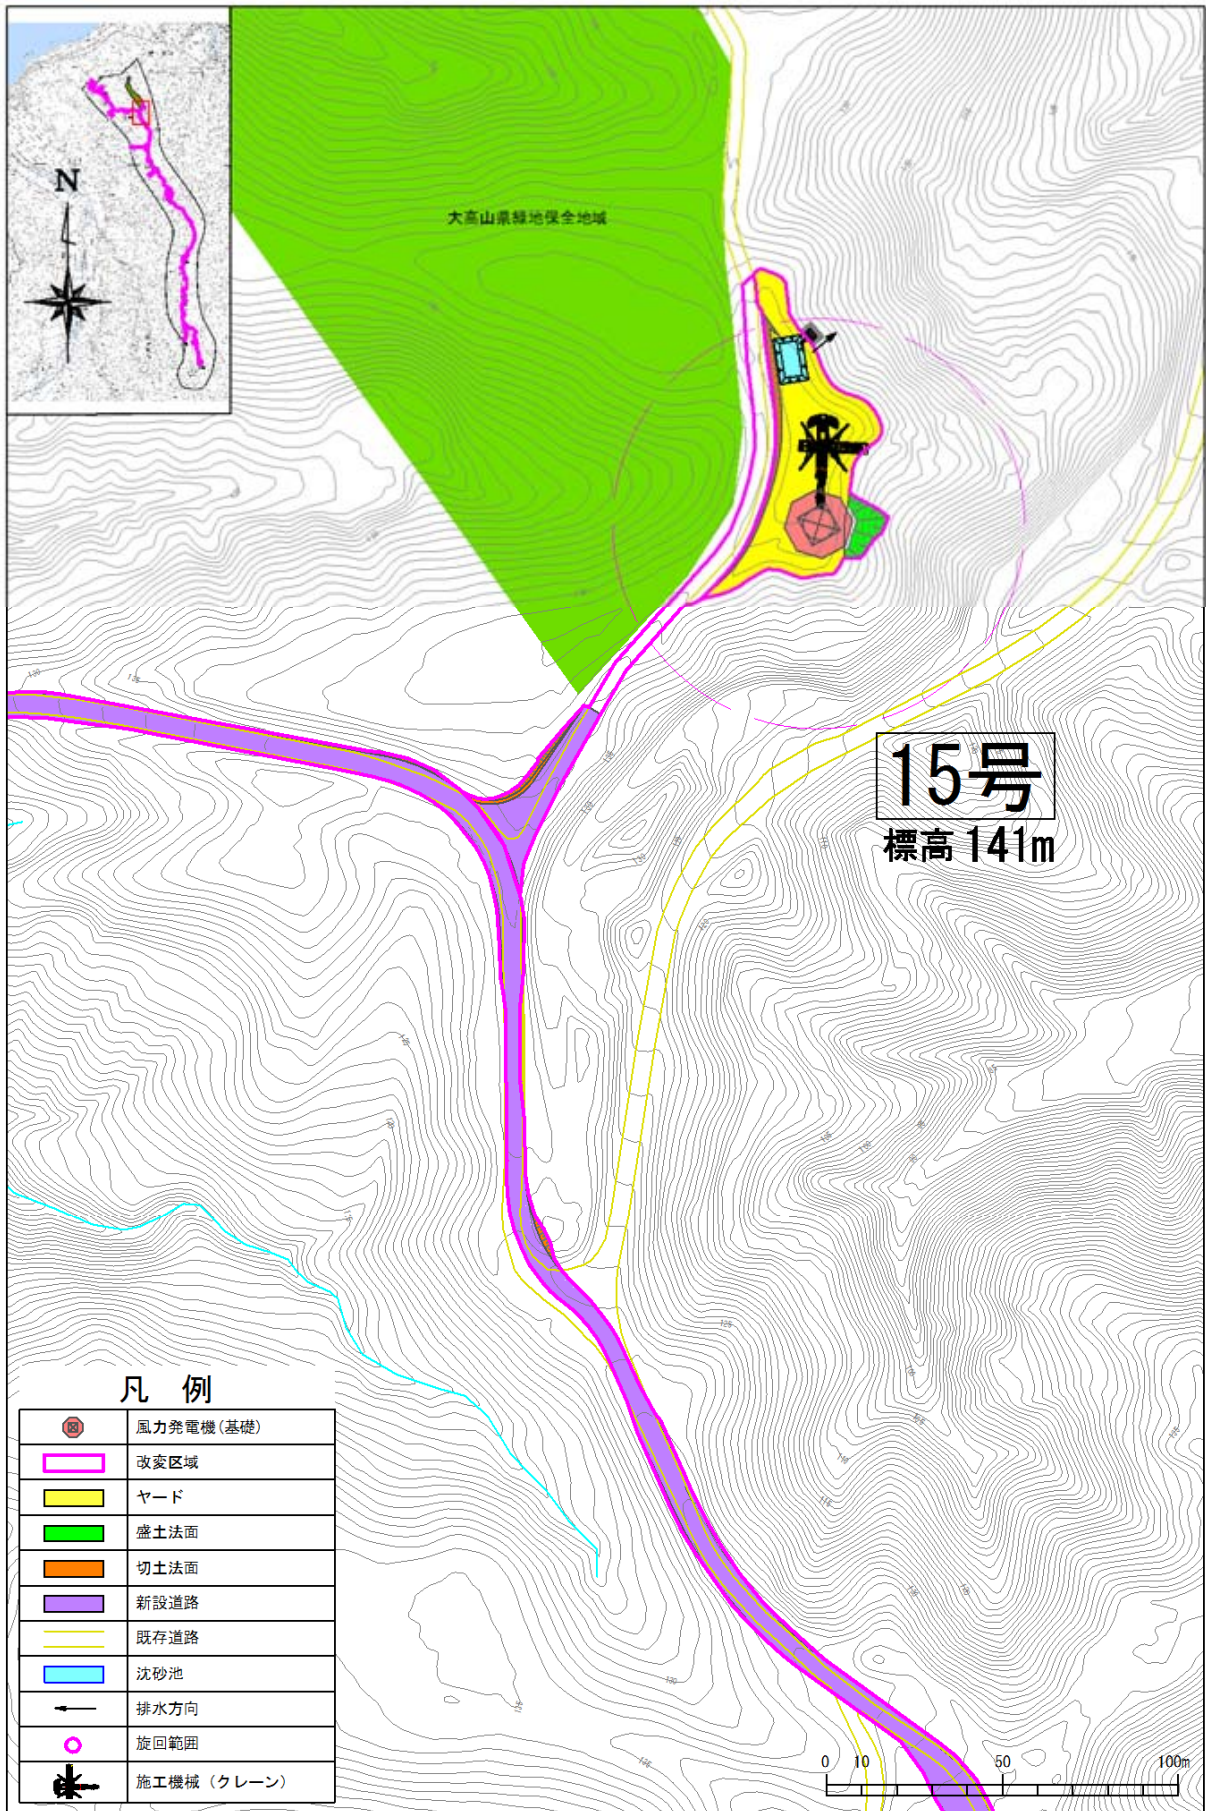 N
大高山県緑地保全地域
15号
標高 141m
凡 例
風力発電機(基礎)
改変区域
ヤード
盛土法面
切土法面
新設道路
既存道路
沈砂池
排水方向
旋回範囲
施工機械 (クレーン)
0 10 50 100m